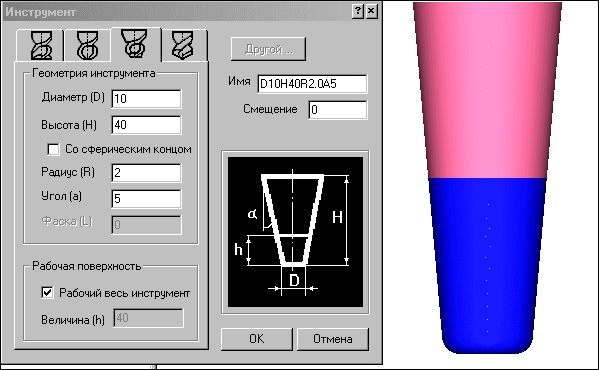 Инструмент
Геометрия инструмента
Диаметр (D) 10
Высота (H) 40
Со сферическим концом
Радиус (R) 2
Угол (a) 5
Фаска (L) 0
Рабочая поверхность
Рабочий весь инструмент
Величина (h) 40
Другой ...
Имя D10H40R2.0A5
Смещение 0
α
H
h
D
OK
Отмена